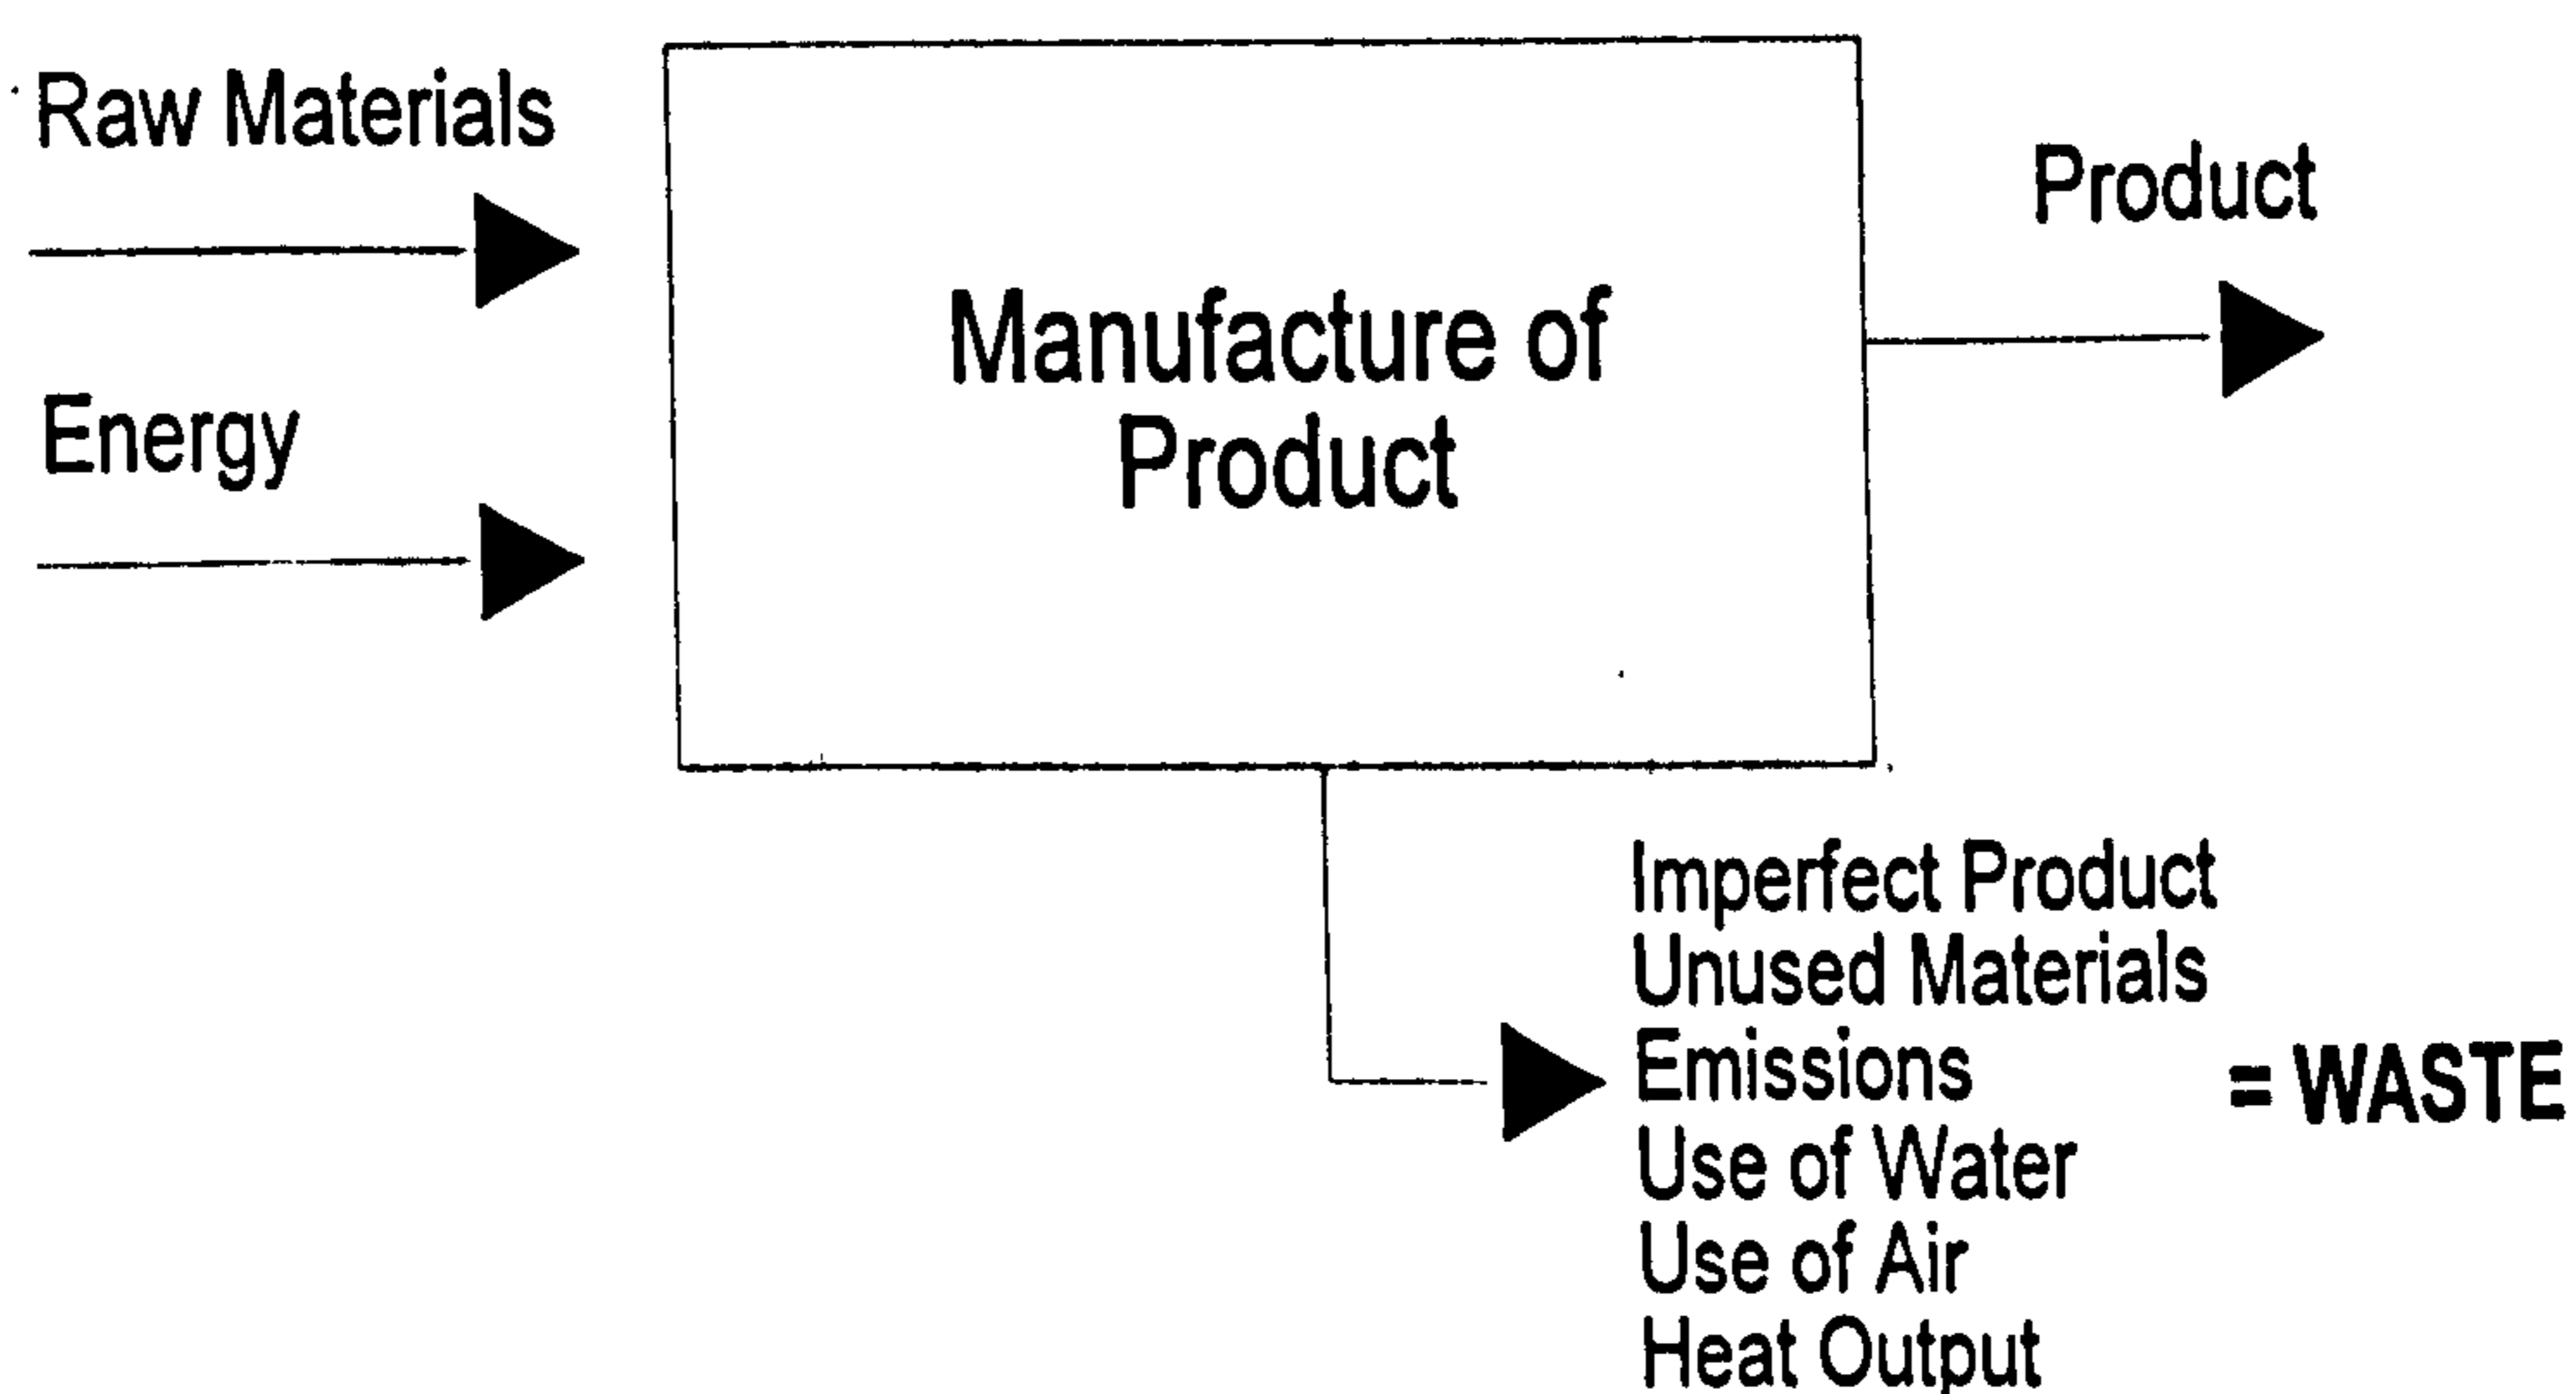 Raw Materials
Energy
Manufacture of
Product
Product
Imperfect Product
Unused Materials
Emissions
= WASTE
Use of Water
Use of Air
Heat Output